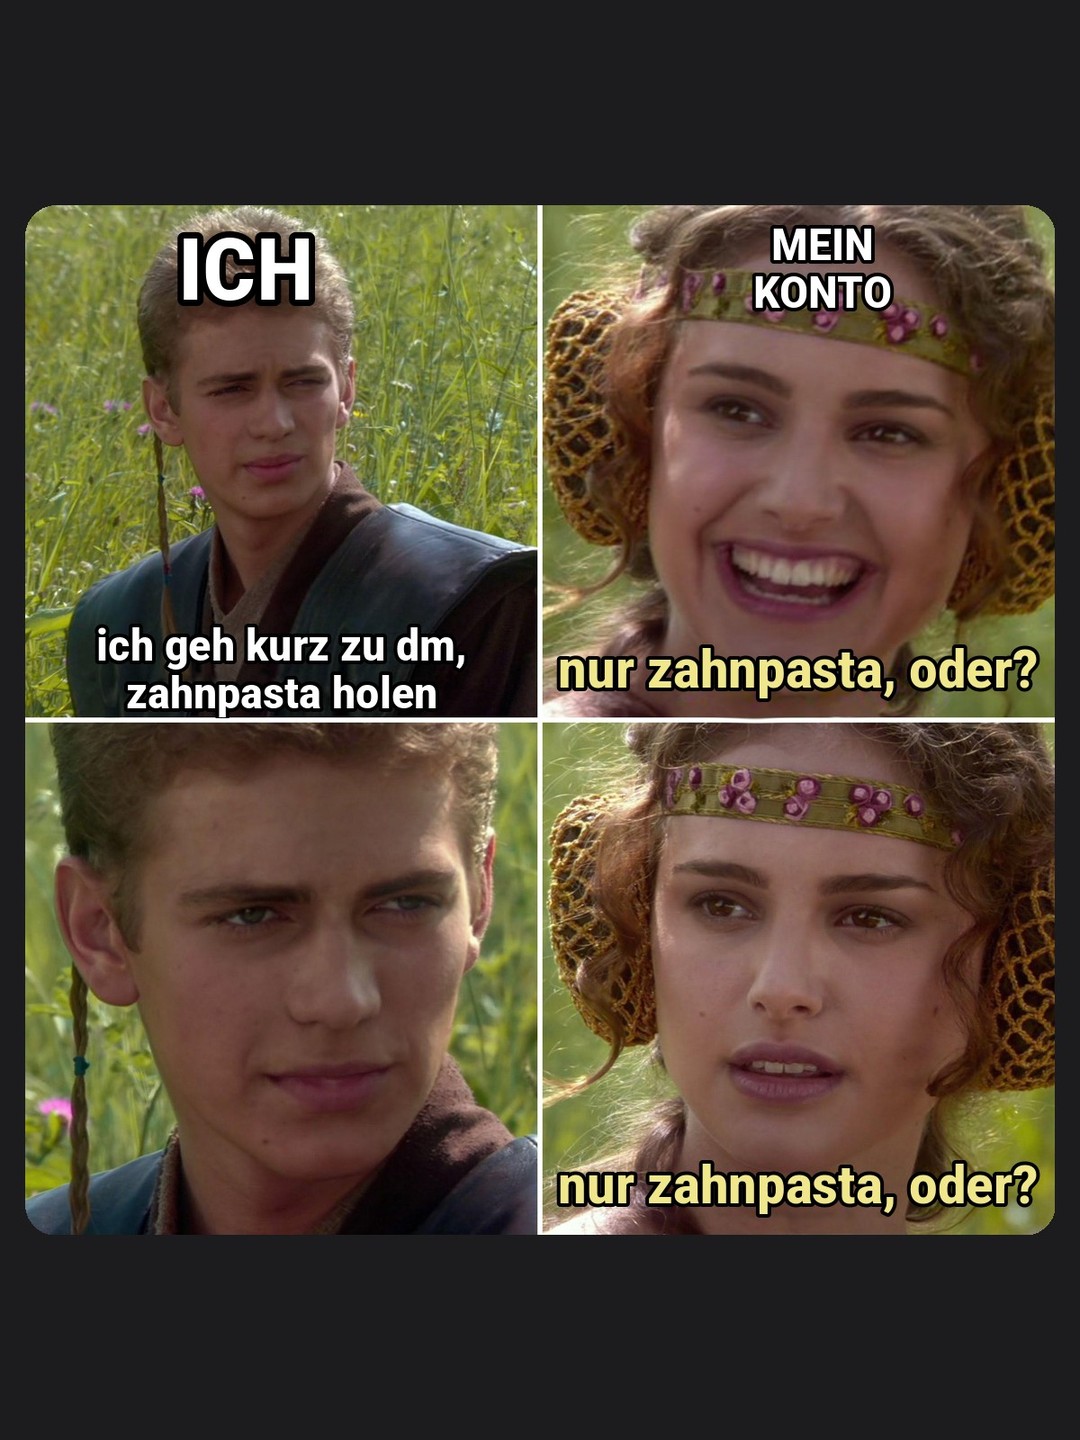 ICH
MEIN
KONTO
ich geh kurz zu dm,
zahnpasta holen
nur zahnpasta, oder?
nur zahnpasta, oder?